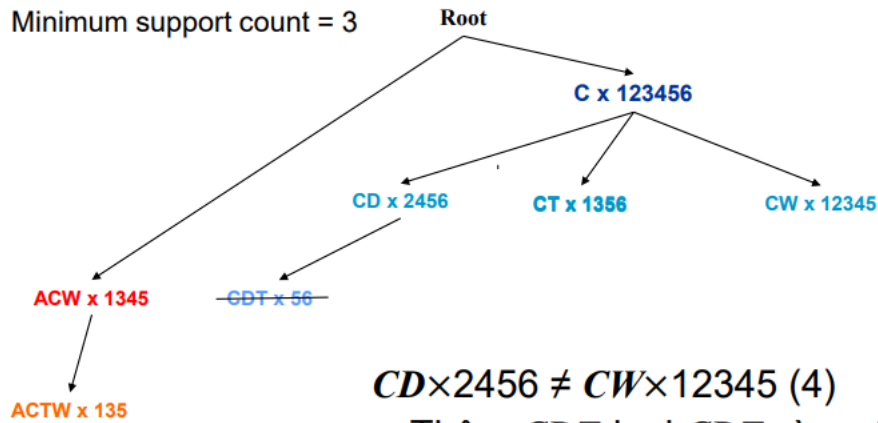 Minimum support count = 3
Root
C x 123456
CD x 2456
CT x 1356
CW x 12345
ACW x 1345
CDT x 56
CD×2456 ≠ CW×12345 (4)
ACTW x 135